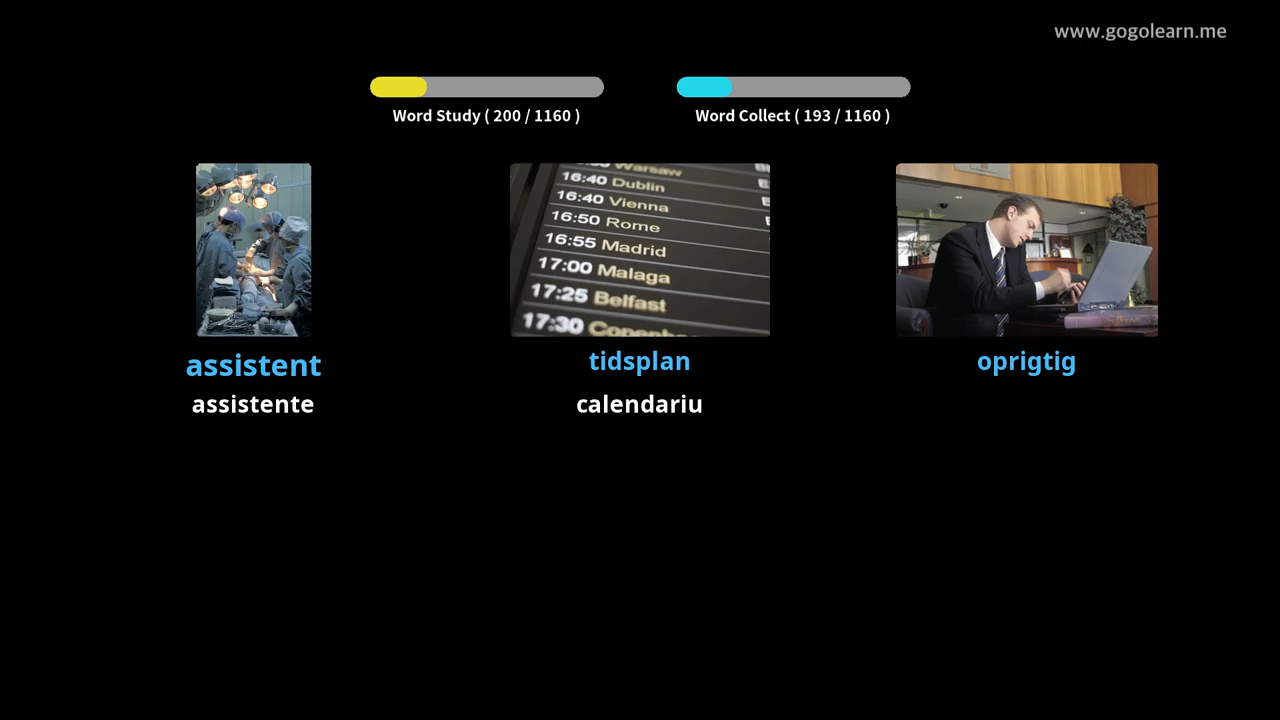 www.gogolearn.me
Word Study ( 200 / 1160 )
Word Collect ( 193 / 1160 )
Warsaw
16:40 Dublin
16:40 Vienna
16:50 Rome
16:55 Madrid
17:00 Malaga
17:25 Belfast
17:30
assistent
tidsplan
oprigtig
assistente
calendariu